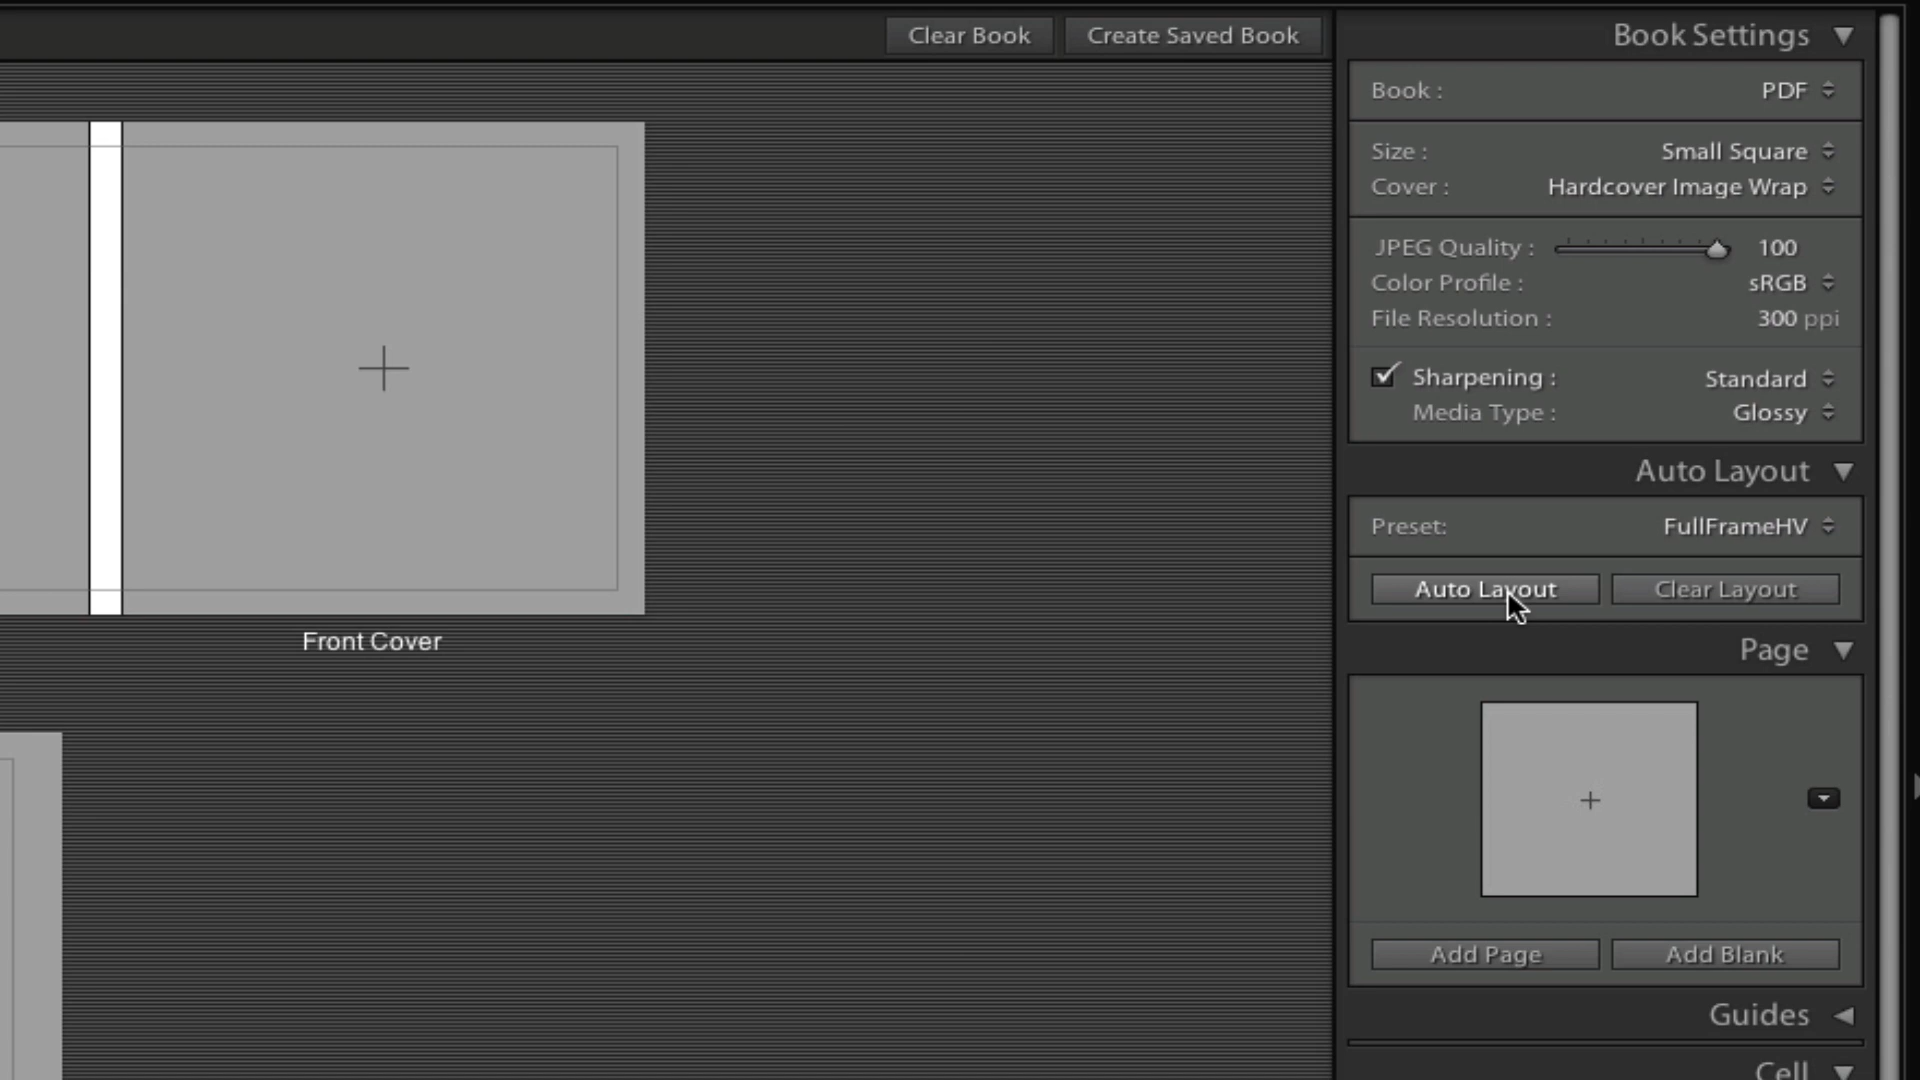 Clear Book
Create Saved Book
Book Settings
Book : PDF
Size : Small Square
Cover : Hardcover Image Wrap
JPEG Quality : 100
Color Profile : sRGB
File Resolution : 300 ppi
Sharpening : Standard
Media Type : Glossy
Auto Layout
Preset: FullFrameHV
Auto Layout
Clear Layout
Front Cover
Page
Add Page
Add Blank
Guides
Cell